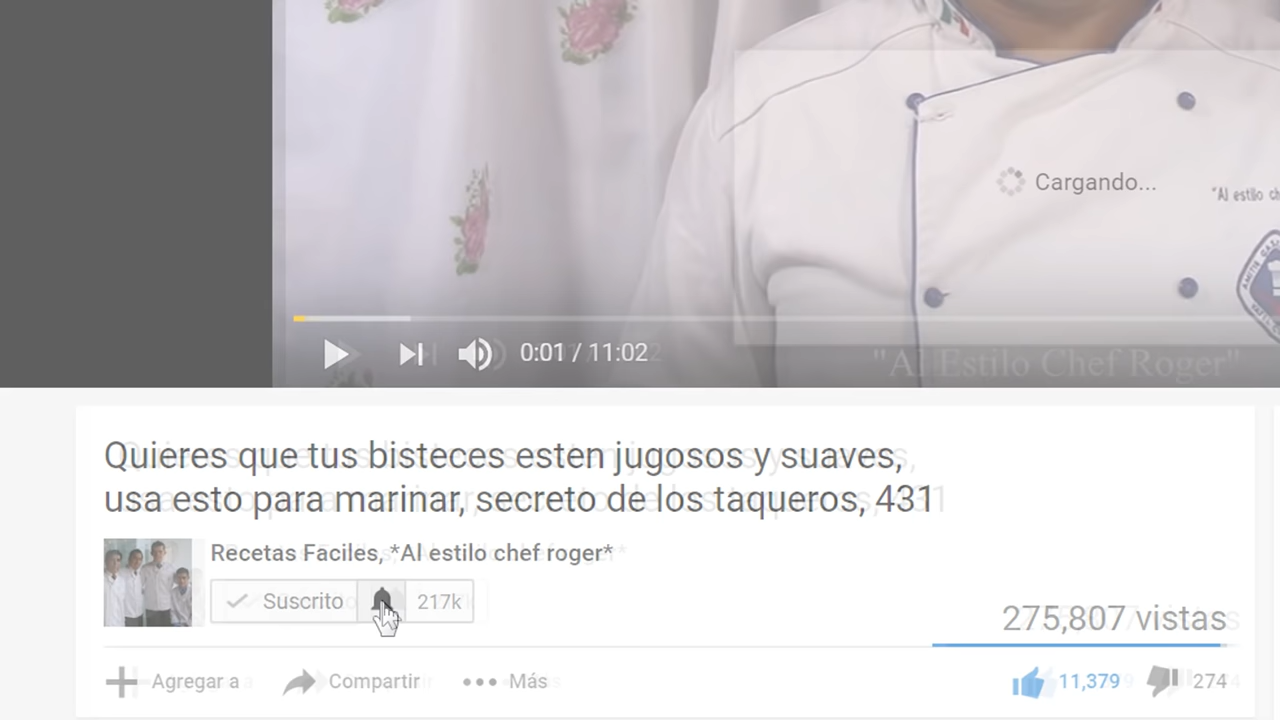 Cargando...
"Al estilo
0:01 / 11:02
"Al Estilo Chef Roger"
Quieres que tus bisteces esten jugosos y suaves,
usa esto para marinar, secreto de los taqueros, 431
Recetas Faciles, *Al estilo chef roger*
Suscrito 217k
275,807 vistas
Agregar a Compartir Más 11,379 274